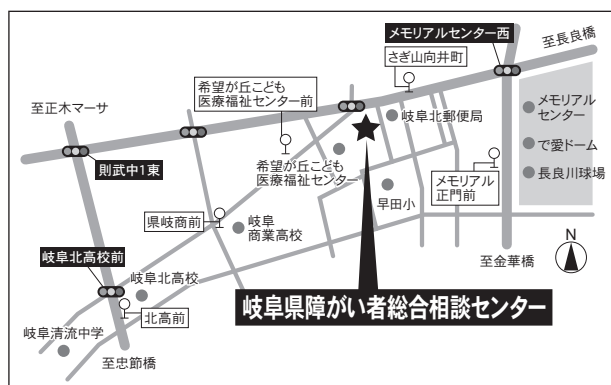 メモリアルセンター西
至長良橋
さぎ山向井町
希望が丘こども
医療福祉センター前
至正木マーサ
岐阜北郵便局
メモリアル
センター
で愛ドーム
長良川球場
則武中1東
希望が丘こども
医療福祉センター
メモリアル
正門前
早田小
県岐商前
岐阜
商業高校
N
至金華橋
岐阜北高校前
岐阜北高校
岐阜県障がい者総合相談センター
北高前
岐阜清流中学
至忠節橋